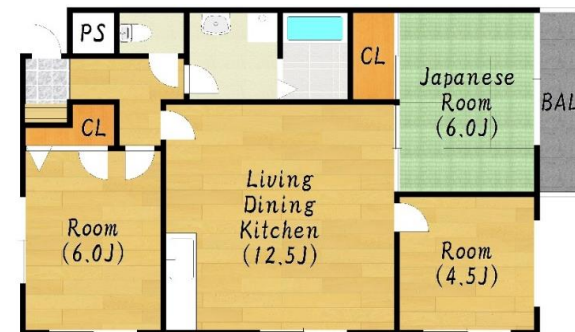 PS
CL
Japanese
Room
(6.0J)
BAL
CL
Living
Dining
Kitchen
(12.5J)
Room
(6.0J)
Room
(4.5J)